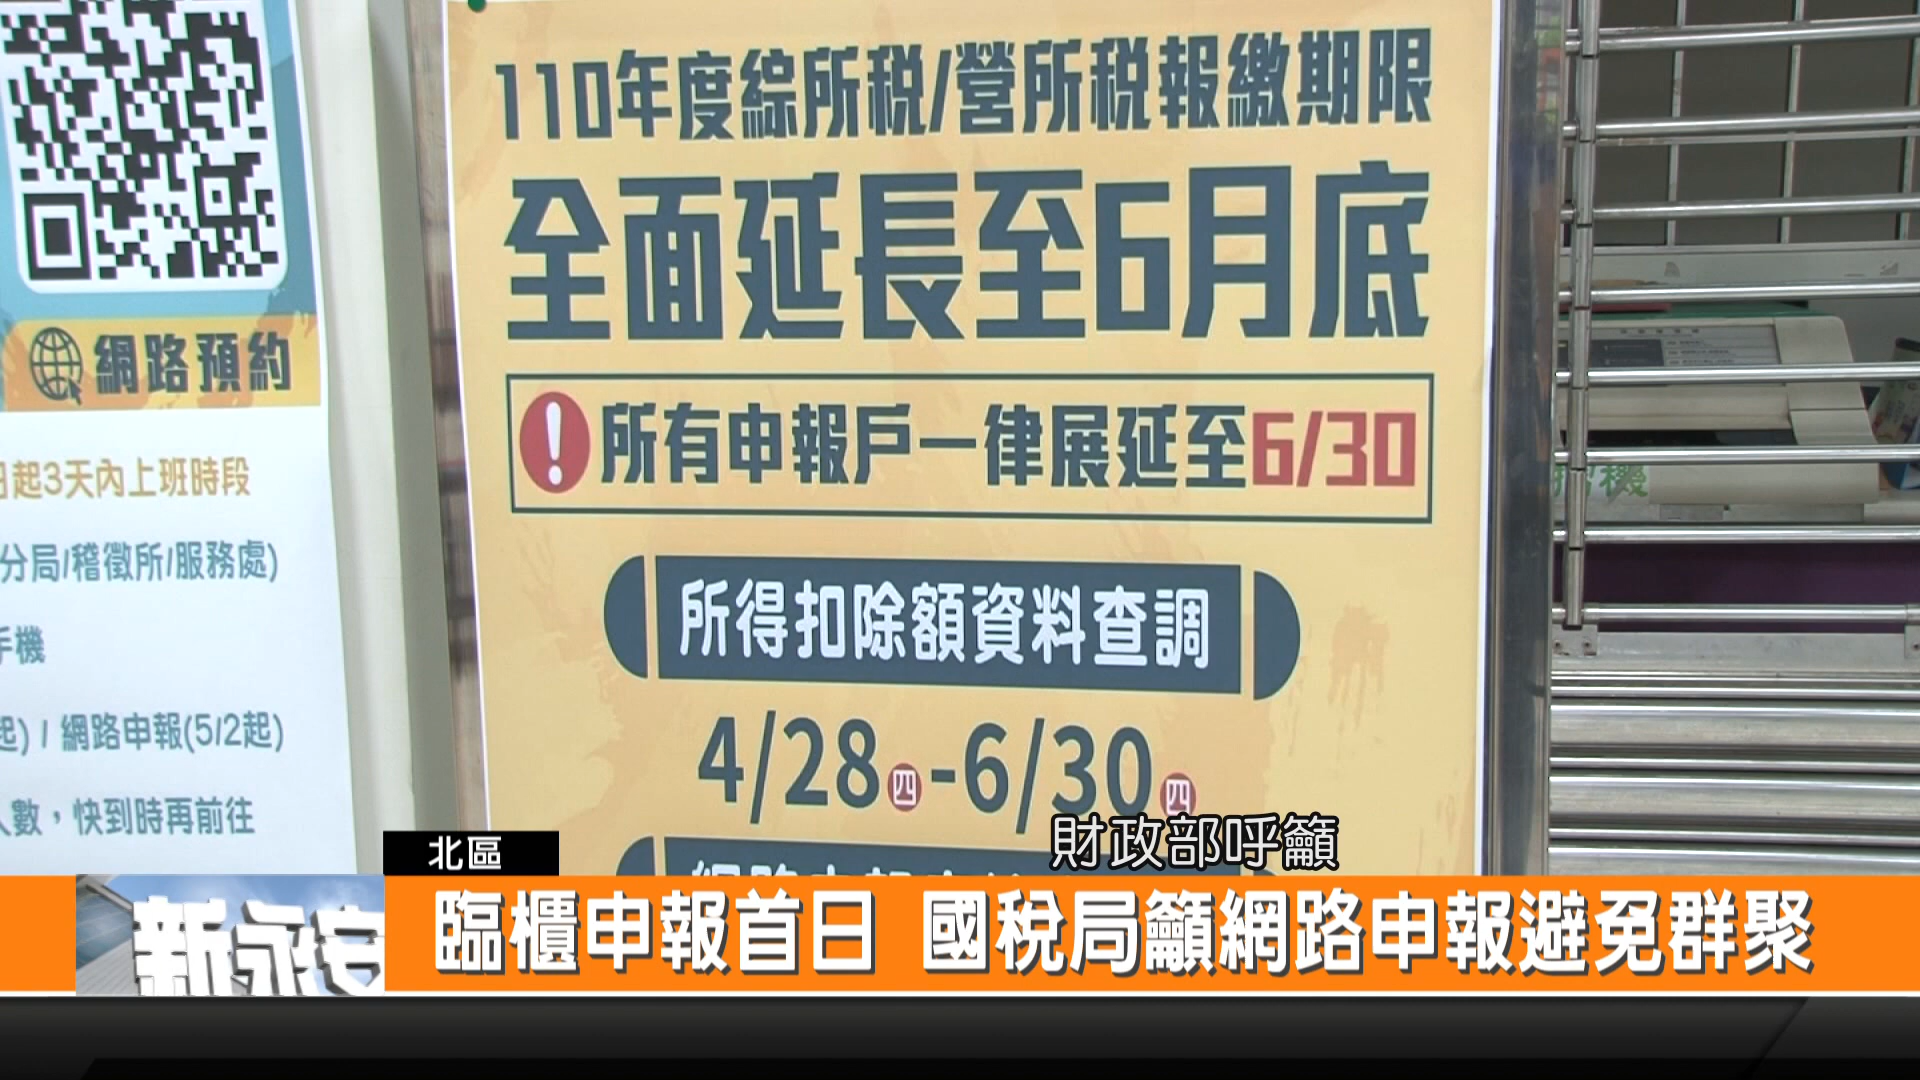 110年度綜所税/營所税報繳期限
全面延長至6月底
所有申報戶一律展延至6/30
所得扣除額資料查調
4/28四-6/30四
網路預約
日起3天內上班時段
分局/稽徵所/服務處)
手機
起) / 網路申報(5/2起)
人數，快到時再前往
財政部呼籲
北區
新永安
臨櫃申報首日 國稅局籲網路申報避免群聚